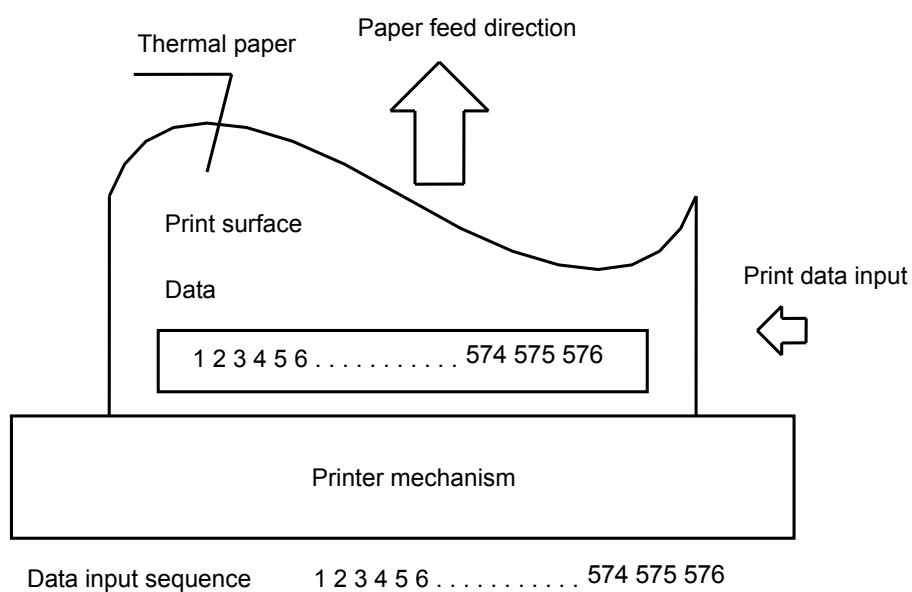 Paper feed direction
Thermal paper
Print surface
Print data input
Data
1 2 3 4 5 6 . . . . . . . . . . . 574 575 576
Printer mechanism
Data input sequence 1 2 3 4 5 6 . . . . . . . . . . . 574 575 576